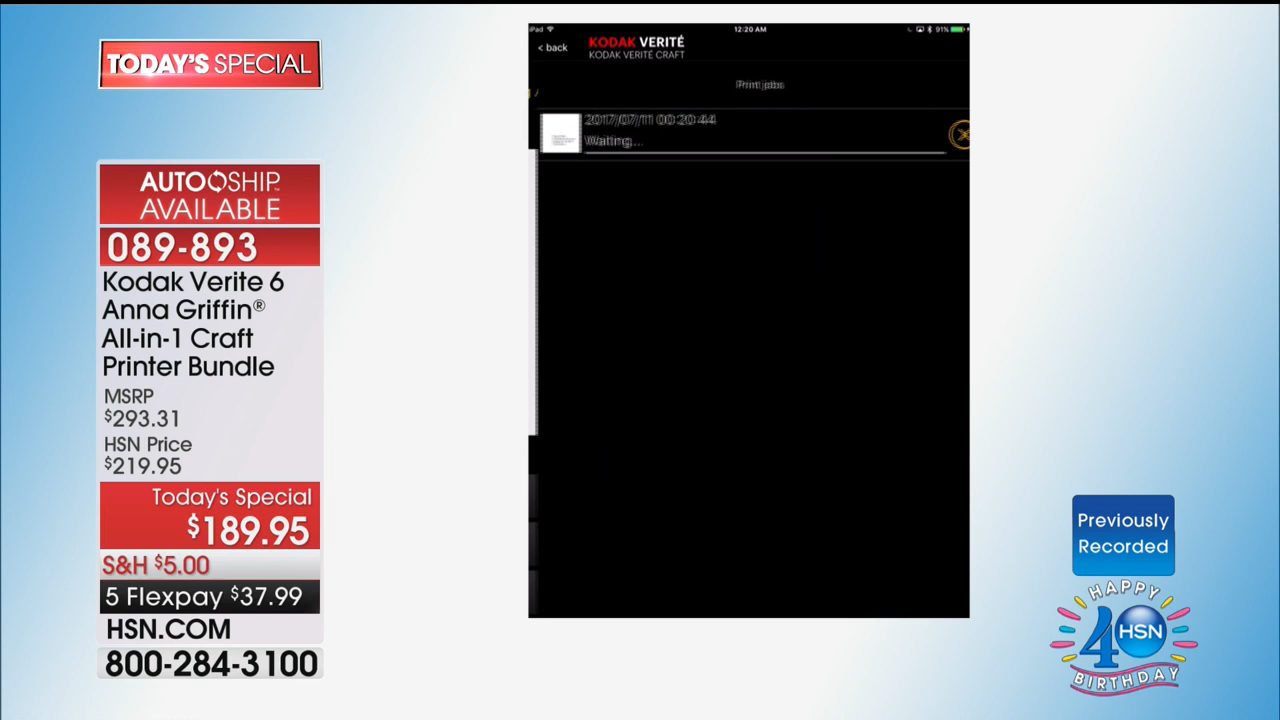 TODAY'S SPECIAL
AUTOSHIP™
AVAILABLE
089-893
Kodak Verite 6
Anna Griffin®
All-in-1 Craft
Printer Bundle
MSRP
$293.31
HSN Price
$219.95
Today's Special
$189.95
S&H $5.00
5 Flexpay $37.99
HSN.COM
800-284-3100
iPad
12:20 AM
91%
< back
KODAK VERITÉ
KODAK VERITÉ CRAFT
Print jobs
2017/07/11 00:20:44
Waiting...
Previously
Recorded
HAPPY
40
HSN
BIRTHDAY